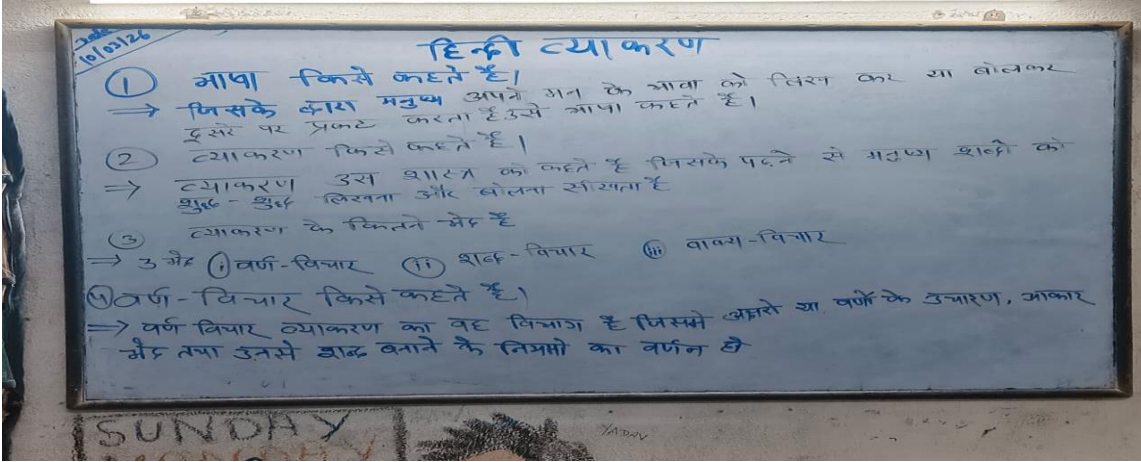 Date
10/03/26
हिन्दी व्याकरण
① भाषा किसे कहते है।
⇒ जिसके द्वारा मनुष्य अपने मन के भावा को लिख कर या बोलकर
दूसरे पर प्रकट करता है उसे भाषा कहते है।
② व्याकरण किसे कहते है।
⇒ व्याकरण उस शास्त्र को कहते है जिसके पढ़ने से मनुष्य शब्दो को
शुद्ध - शुद्ध लिखना और बोलना सीखता है
③ व्याकरण के कितने भेद है
→ 3 भेद (i) वर्ण-विचार (ii) शब्द-विचार (iii) वाक्य-विचार
④ वर्ण-विचार किसे कहते है।
⇒ वर्ण विचार व्याकरण का वह विभाग है जिसमे अक्षरो या वर्णो के उचारण, आकार
भेद तथा उनसे शब्द बनाने के नियमो का वर्णन हो
SUNDAY
YADAV